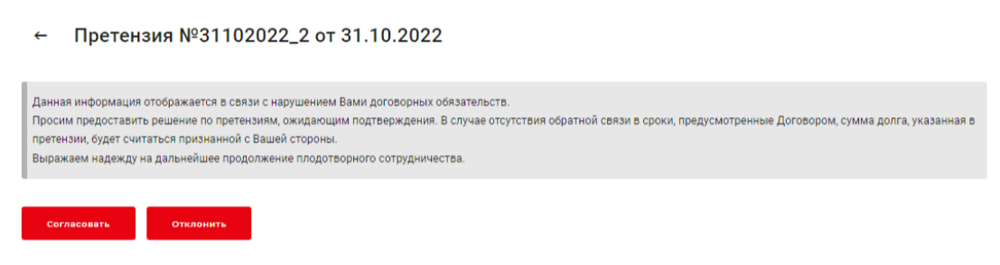 ← Претензия №31102022_2 от 31.10.2022
Данная информация отображается в связи с нарушением Вами договорных обязательств.
Просим предоставить решение по претензиям, ожидающим подтверждения. В случае отсутствия обратной связи в сроки, предусмотренные Договором, сумма долга, указанная в
претензии, будет считаться признанной с Вашей стороны.
Выражаем надежду на дальнейшее продолжение плодотворного сотрудничества.
Согласовать Отклонить